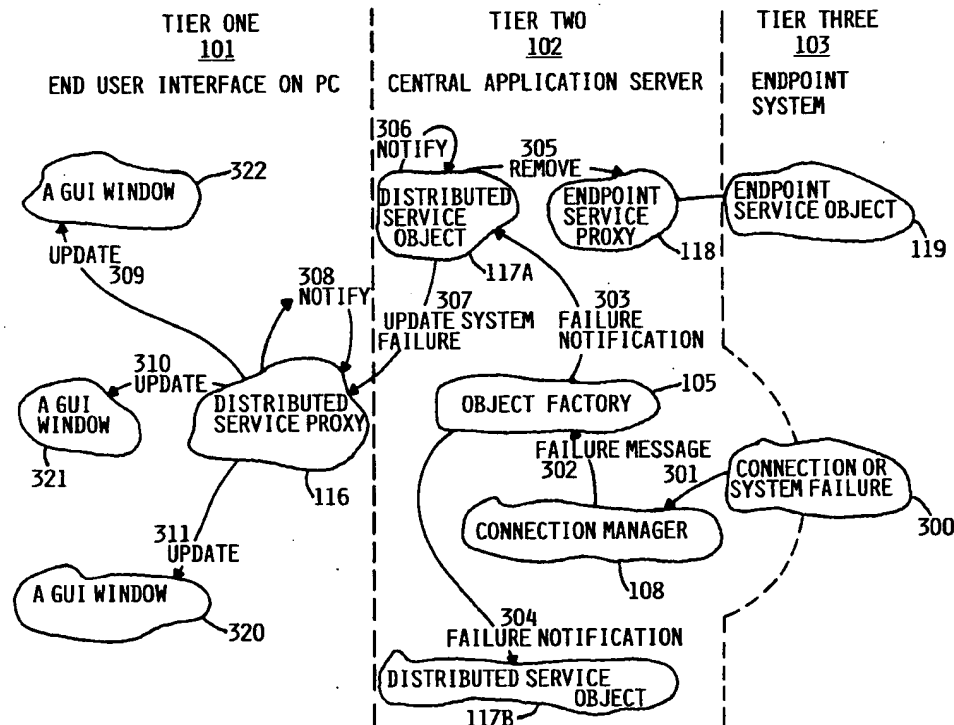 TIER ONE
101
END USER INTERFACE ON PC
TIER TWO
102
CENTRAL APPLICATION SERVER
TIER THREE
103
ENDPOINT
SYSTEM
306
NOTIFY
305
REMOVE
A GUI WINDOW
322
DISTRIBUTED
SERVICE
OBJECT
117A
ENDPOINT
SERVICE
PROXY
118
ENDPOINT
SERVICE OBJECT
119
UPDATE
309
308
NOTIFY
307
UPDATE SYSTEM
FAILURE
303
FAILURE
NOTIFICATION
310
UPDATE
A GUI
WINDOW
321
DISTRIBUTED
SERVICE PROXY
116
OBJECT FACTORY
105
FAILURE MESSAGE
302
301
CONNECTION OR
SYSTEM FAILURE
300
311
UPDATE
CONNECTION MANAGER
108
A GUI WINDOW
320
304
FAILURE NOTIFICATION
DISTRIBUTED SERVICE
OBJECT
117B